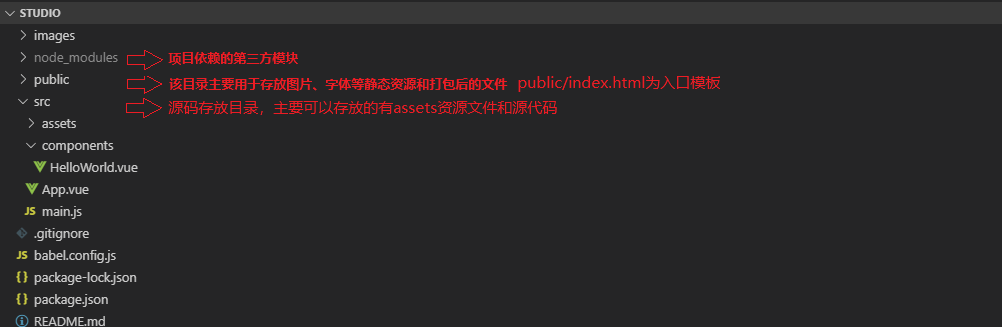 STUDIO
images
node_modules 项目依赖的第三方模块
public 该目录主要用于存放图片、字体等静态资源和打包后的文件 public/index.html为入口模板
src 源码存放目录，主要可以存放的有assets资源文件和源代码
assets
components
HelloWorld.vue
App.vue
JS main.js
.gitignore
JS babel.config.js
{} package-lock.json
{} package.json
README.md